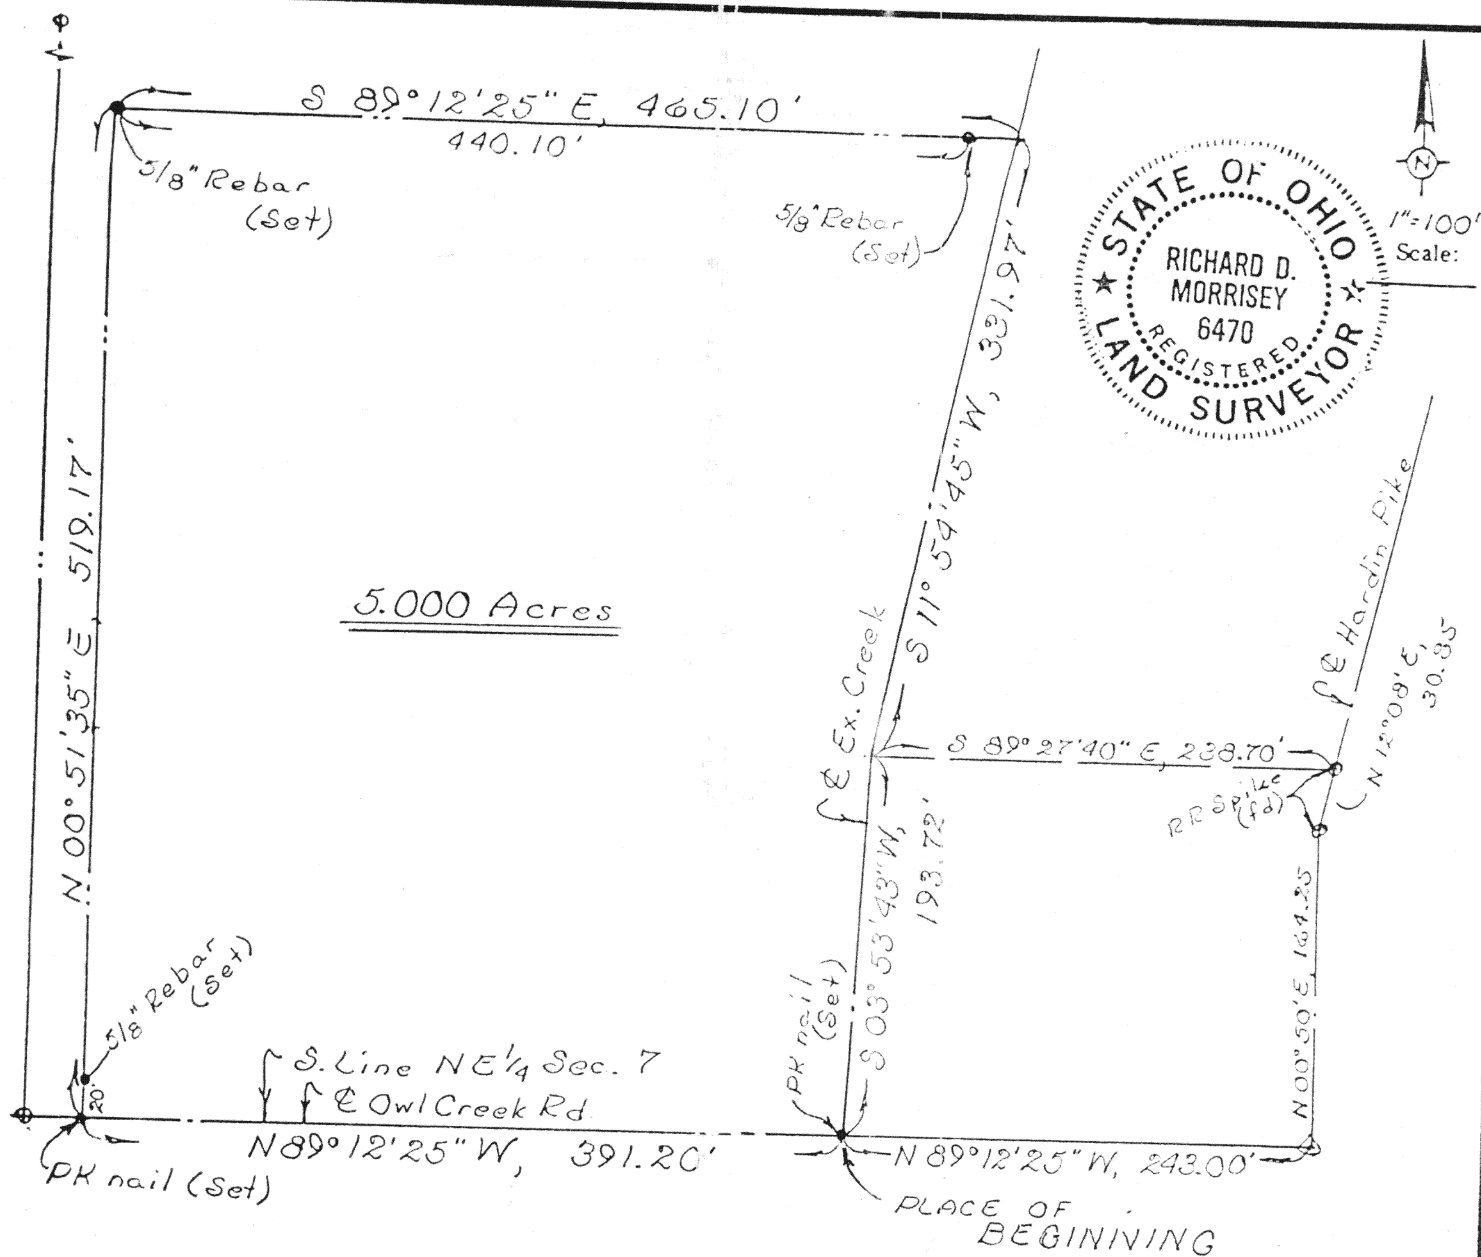 S 89° 12' 25" E, 465.10'
440.10'
5/8" Rebar
(Set)
5/8" Rebar
(Set)
STATE OF OHIO
RICHARD D.
MORRISEY
6470
REGISTERED
LAND SURVEYOR
N
1"=100'
Scale:
N 00° 51' 35" E, 519.17'
S 11° 54' 45" W, 331.97'
5.000 Acres
℄ Ex. Creek
℄ Hardin Pike
N 12° 08' E,
30.85
S 89° 27' 40" E, 238.70'
RR Spike
(fd)
S 03° 53' 43" W,
193.72'
N 00° 50' E, 164.25
5/8" Rebar
(Set)
20'
PK nail
(Set)
S. Line NE 1/4 Sec. 7
℄ Owl Creek Rd.
N 89° 12' 25" W, 391.20'
PK nail (Set)
N 89° 12' 25" W, 243.00'
PLACE OF
BEGINNING